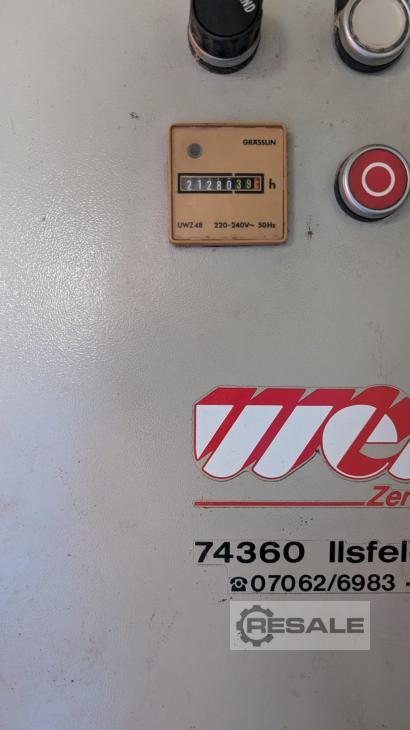 GRÄSSLIN
2128039 h
UWZ48 220-240V~ 50Hz
Zer
74360 Ilsfel
☎07062/6983
RESALE